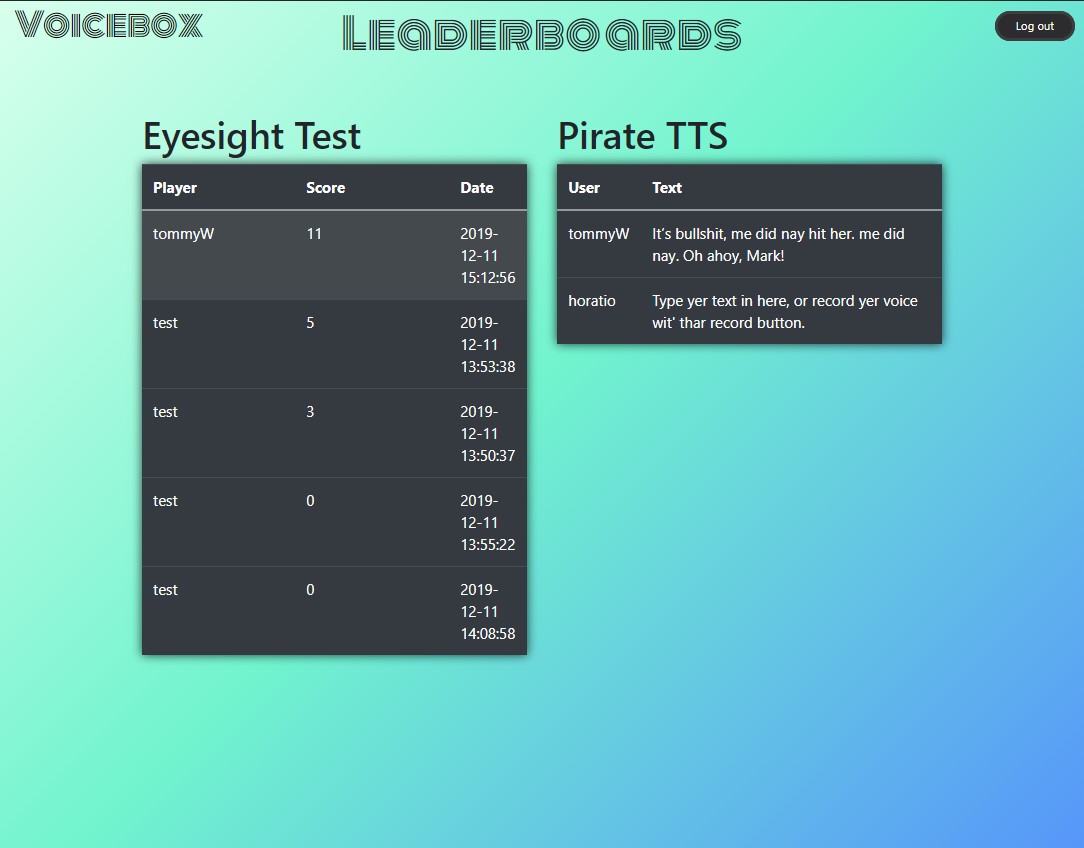 Voicebox
Leaderboards
Log out
Eyesight Test
Player Score Date
tommyW 11 2019-
12-11
15:12:56
test 5 2019-
12-11
13:53:38
test 3 2019-
12-11
13:50:37
test 0 2019-
12-11
13:55:22
test 0 2019-
12-11
14:08:58
Pirate TTS
User Text
tommyW It’s bullshit, me did nay hit her. me did
nay. Oh ahoy, Mark!
horatio Type yer text in here, or record yer voice
wit' thar record button.